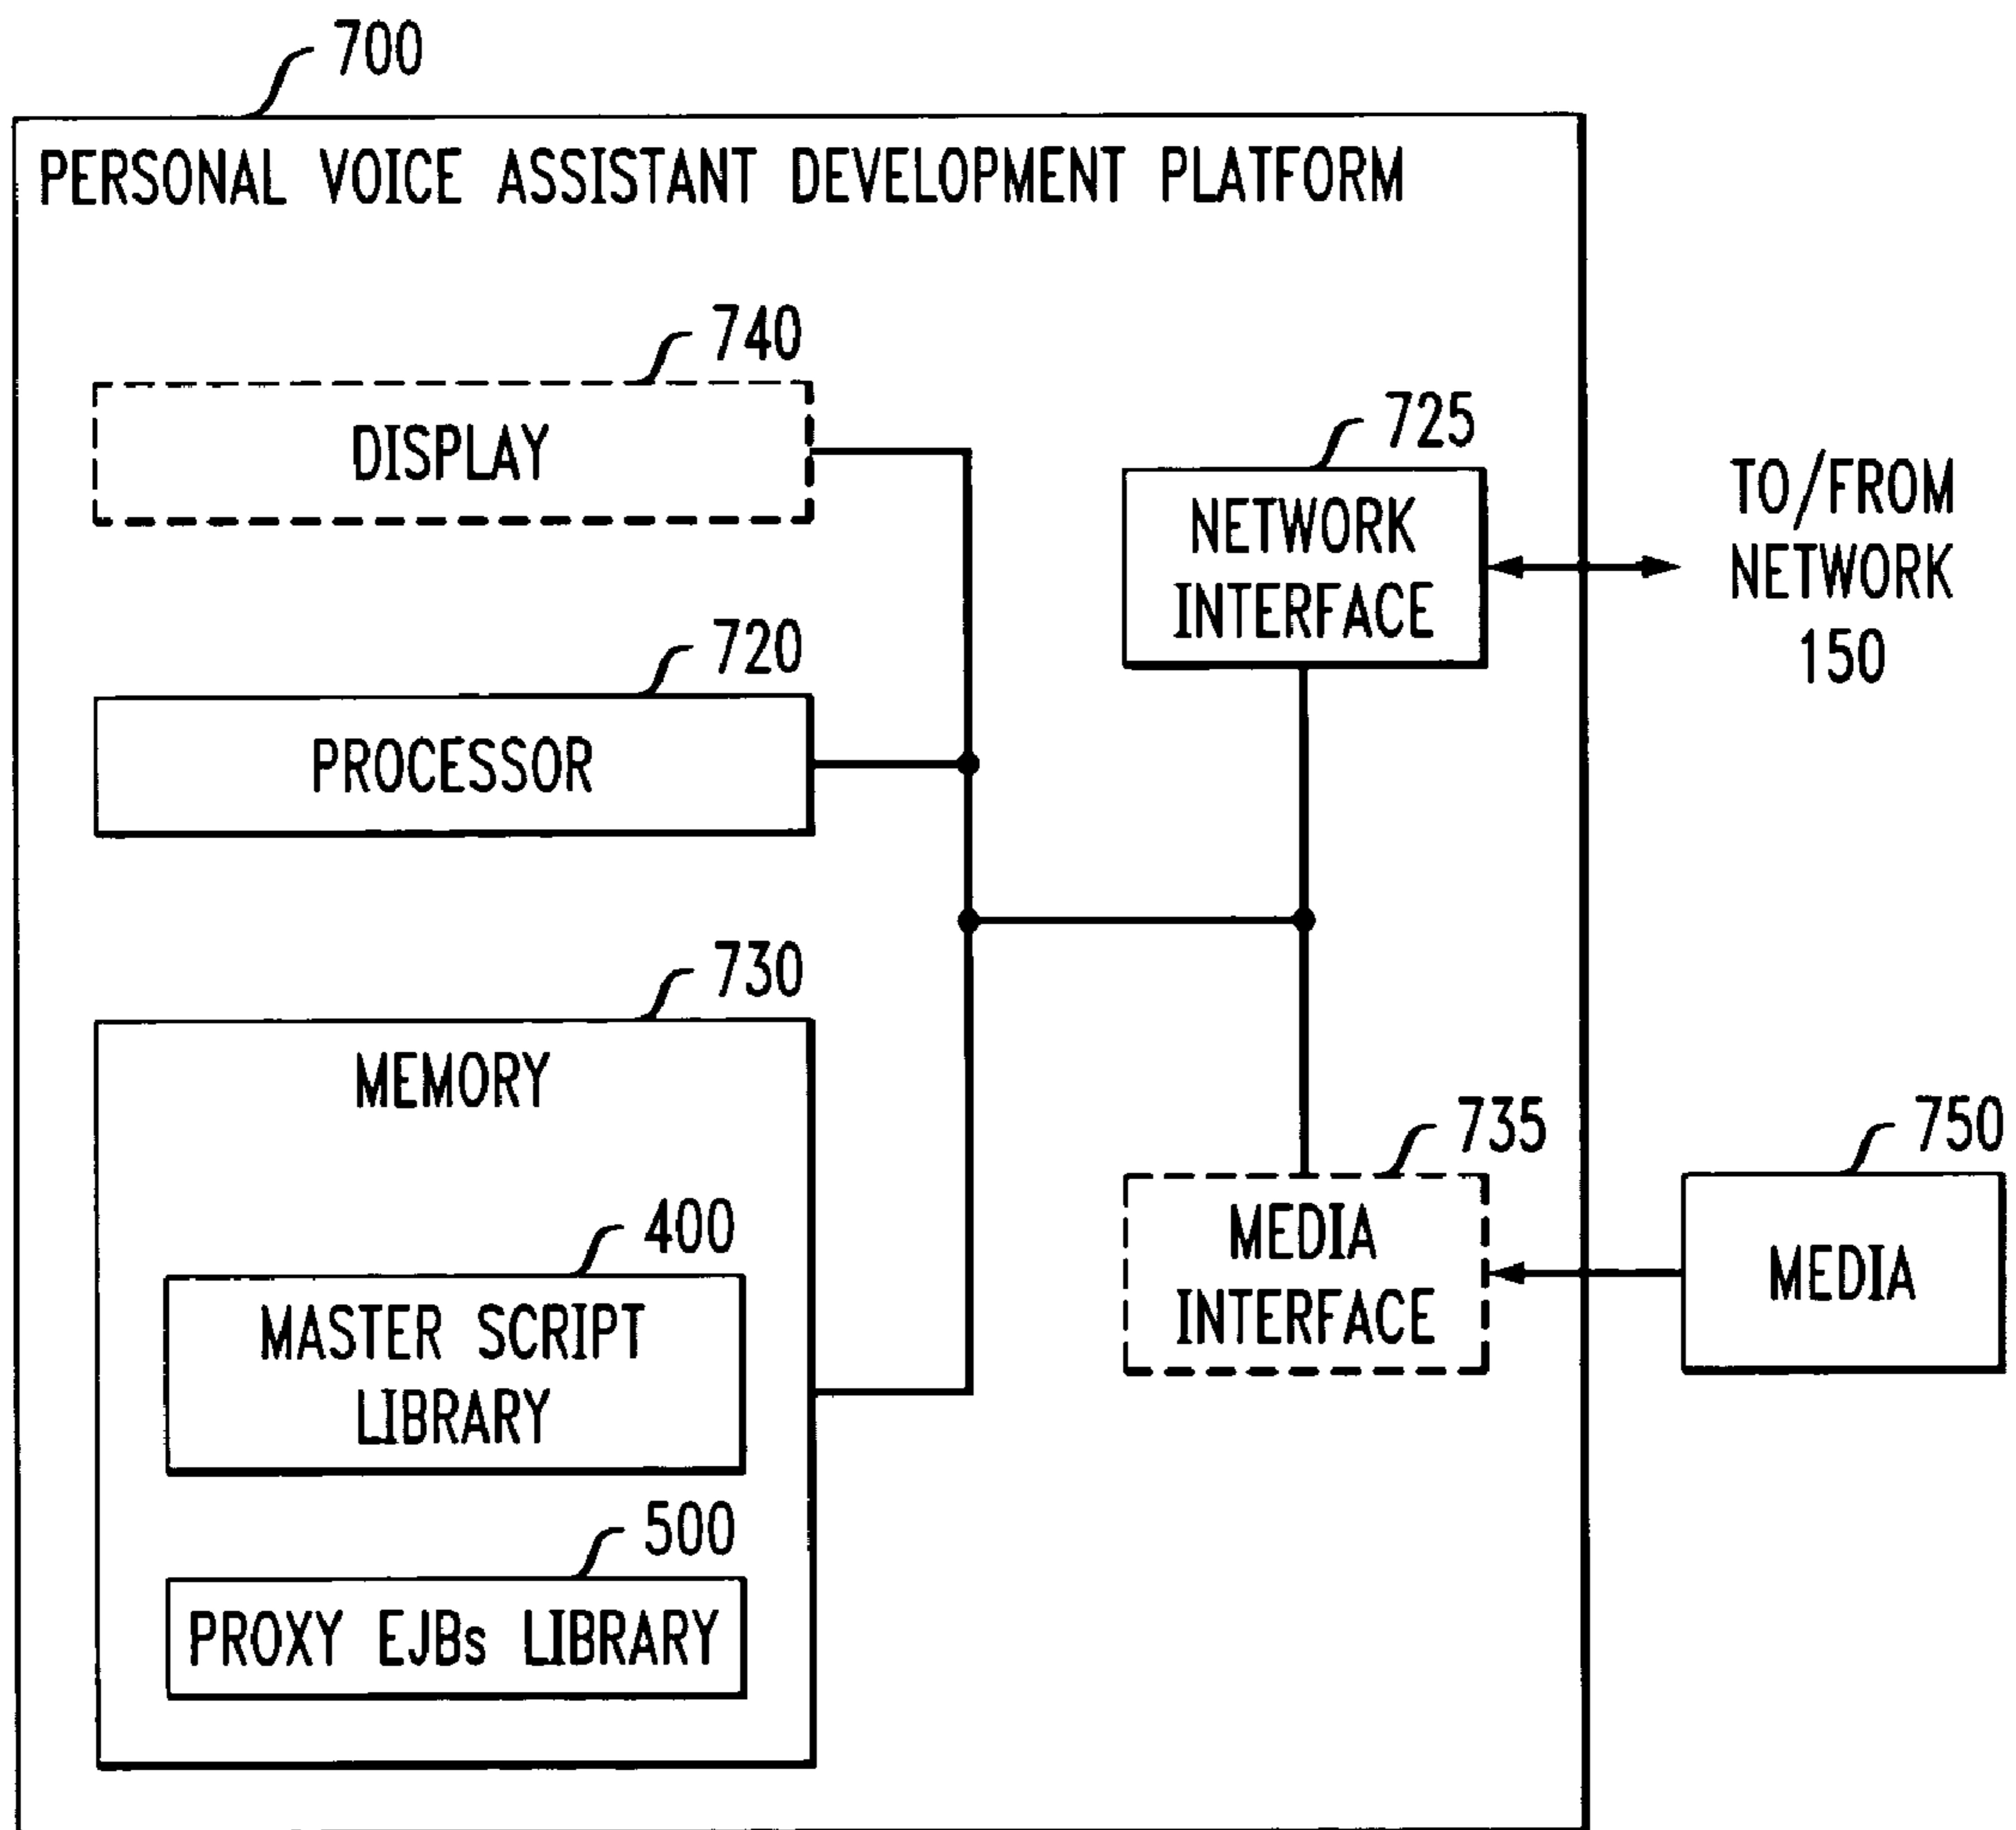 700
PERSONAL VOICE ASSISTANT DEVELOPMENT PLATFORM
740
DISPLAY
725
NETWORK
INTERFACE
TO/FROM
NETWORK
150
720
PROCESSOR
730
MEMORY
400
MASTER SCRIPT
LIBRARY
500
PROXY EJBs LIBRARY
735
MEDIA
INTERFACE
750
MEDIA